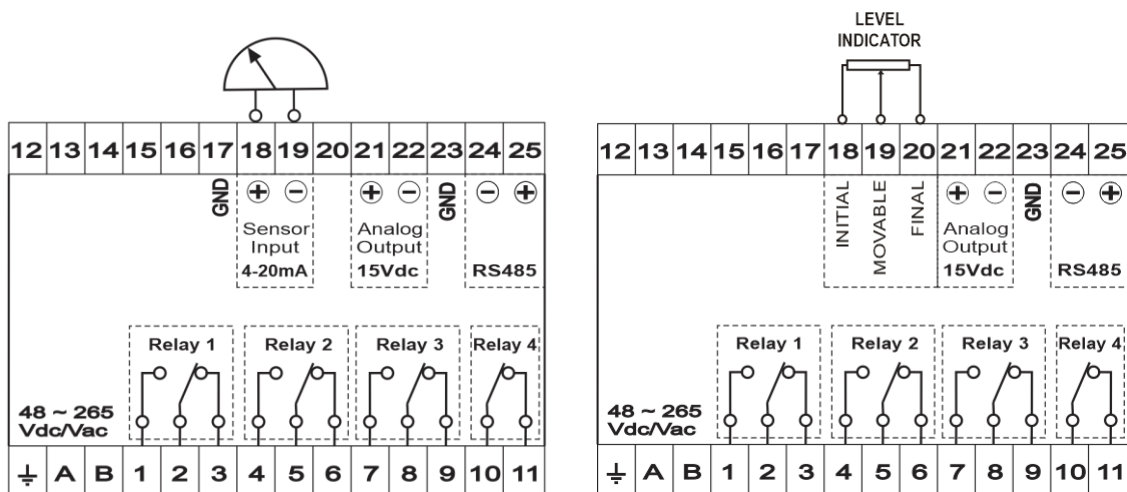 12 13 14 15 16 17 18 19 20 21 22 23 24 25
GND
+ −
Sensor
Input
4-20mA
+ −
Analog
Output
15Vdc
GND
− +
RS485
Relay 1
Relay 2
Relay 3
Relay 4
48 ~ 265
Vdc/Vac
⏚ A B 1 2 3 4 5 6 7 8 9 10 11
LEVEL
INDICATOR
12 13 14 15 16 17 18 19 20 21 22 23 24 25
INITIAL
MOVABLE
FINAL
+ −
Analog
Output
15Vdc
GND
− +
RS485
Relay 1
Relay 2
Relay 3
Relay 4
48 ~ 265
Vdc/Vac
⏚ A B 1 2 3 4 5 6 7 8 9 10 11